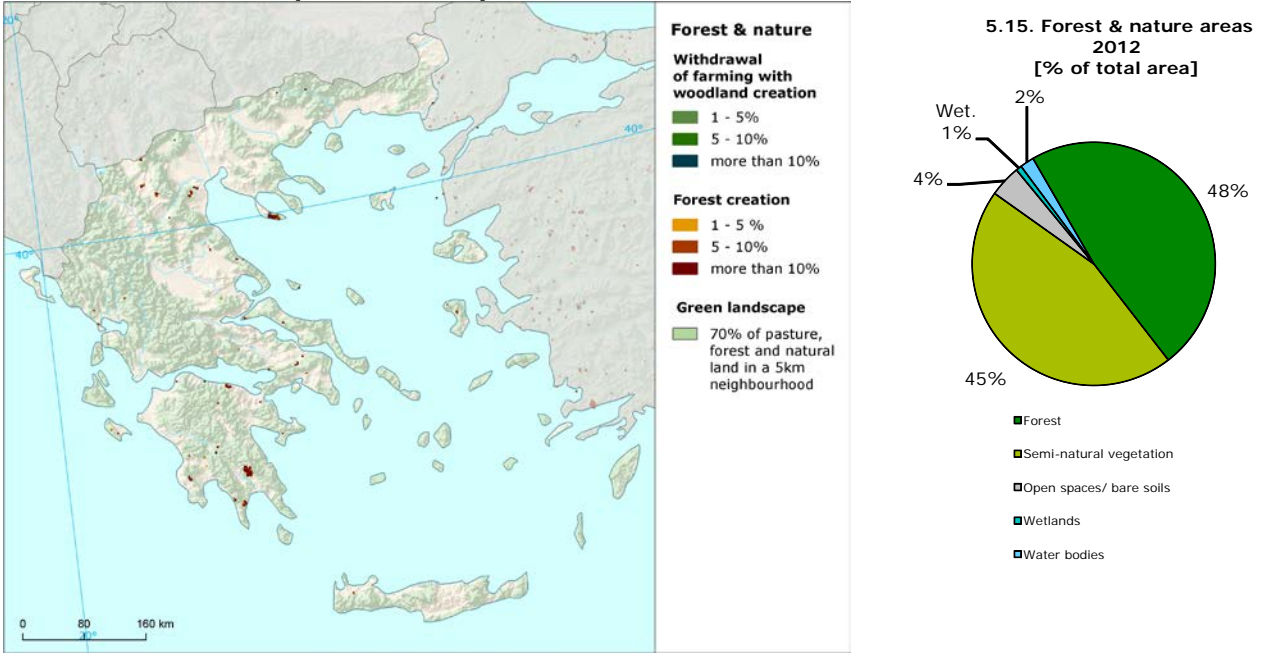 20°
40°
40°
0 80 160 km
20°
Forest & nature
Withdrawal
of farming with
woodland creation
1 - 5%
5 - 10%
more than 10%
Forest creation
1 - 5 %
5 - 10%
more than 10%
Green landscape
70% of pasture,
forest and natural
land in a 5km
neighbourhood
5.15. Forest & nature areas
2012
[% of total area]
2%
Wet.
1%
4%
48%
45%
Forest
Semi-natural vegetation
Open spaces/ bare soils
Wetlands
Water bodies